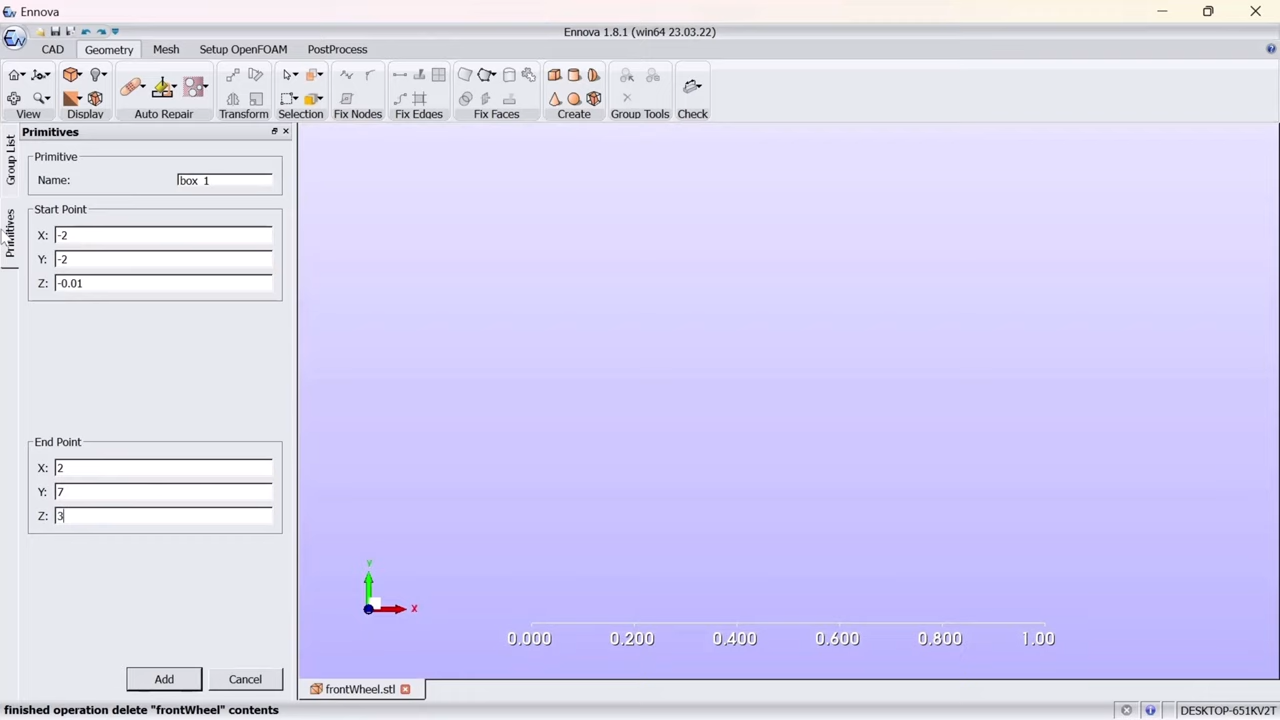 Ennova
Ennova 1.8.1 (win64 23.03.22)
CAD Geometry Mesh Setup OpenFOAM PostProcess
View Display Auto Repair Transform Selection Fix Nodes Fix Edges Fix Faces Create Group Tools Check
Group List
Primitives
Primitives
Primitive
Name: box 1
Start Point
X: -2
Y: -2
Z: -0.01
End Point
X: 2
Y: 7
Z: 3
Add Cancel
Y
X
0.000 0.200 0.400 0.600 0.800 1.00
frontWheel.stl
finished operation delete "frontWheel" contents
DESKTOP-651KV2T